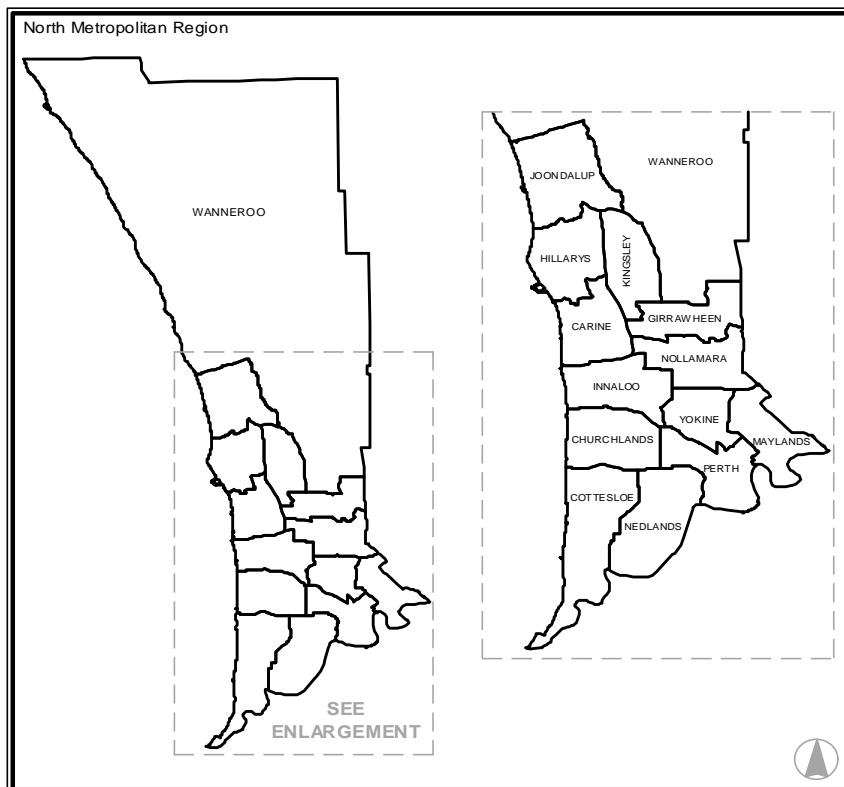 North Metropolitan Region
WANNEROO
SEE
ENLARGEMENT
WANNEROO
JOONDALUP
HILLARYS
KINGSLEY
CARINE
GIRRAWHEEN
NOLLAMARA
INNALOO
YOKINE
CHURCHLANDS
MAYLANDS
PERTH
COTTESLOE
NEDLANDS